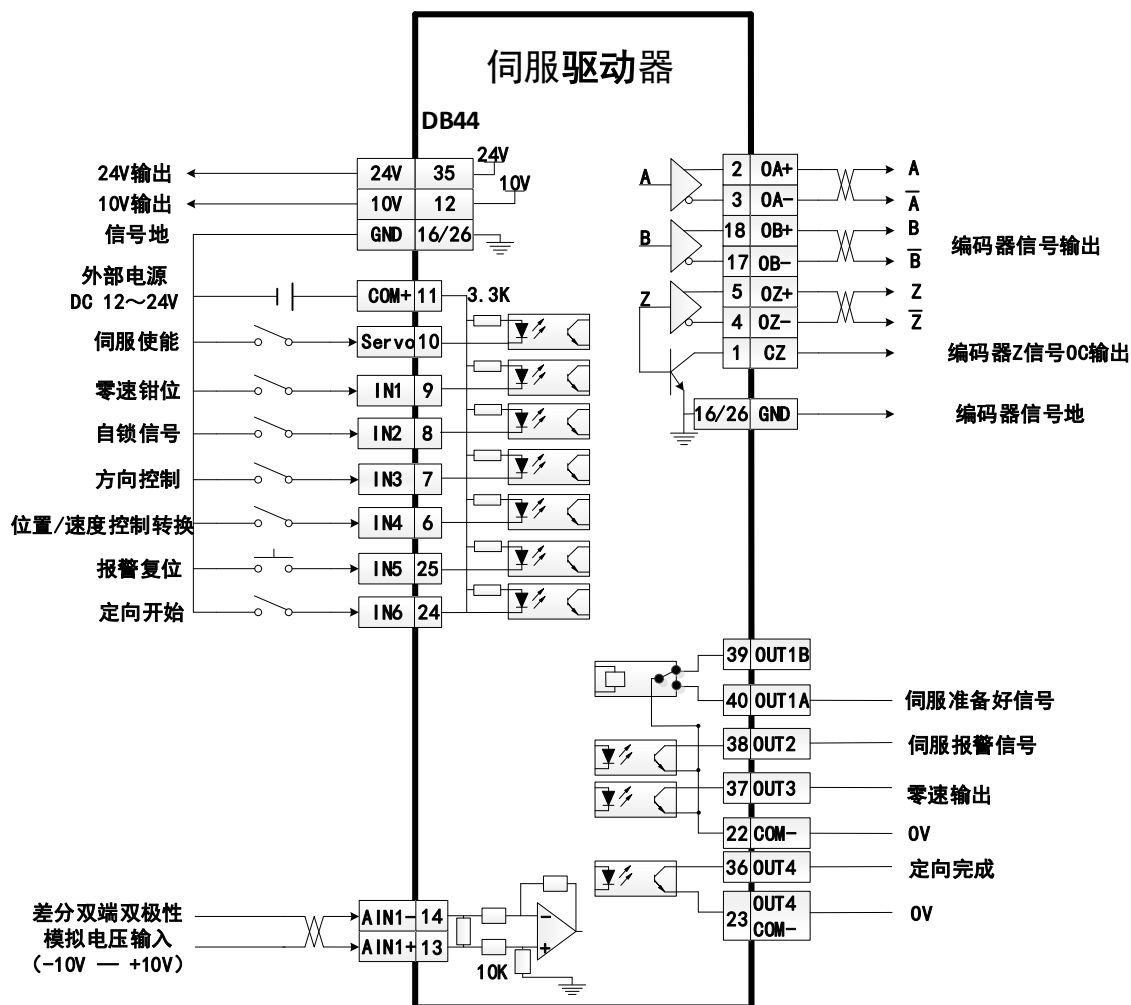 伺服驱动器
DB44
24V输出
24V 35
24V
10V输出
10V 12
10V
信号地
GND 16/26
外部电源
DC 12～24V
COM+ 11
3.3K
伺服使能
Servo 10
零速钳位
IN1 9
自锁信号
IN2 8
方向控制
IN3 7
位置/速度控制转换
IN4 6
报警复位
IN5 25
定向开始
IN6 24
A
2 OA+
A
3 OA-
A̅
B
18 OB+
B
17 OB-
B̅
编码器信号输出
Z
5 OZ+
Z
4 OZ-
Z̅
1 CZ
编码器Z信号OC输出
16/26 GND
编码器信号地
39 OUT1B
40 OUT1A
伺服准备好信号
38 OUT2
伺服报警信号
37 OUT3
零速输出
22 COM-
0V
36 OUT4
定向完成
23 OUT4
COM-
0V
差分双端双极性
模拟电压输入
（-10V — +10V）
AIN1- 14
AIN1+ 13
10K
-
+